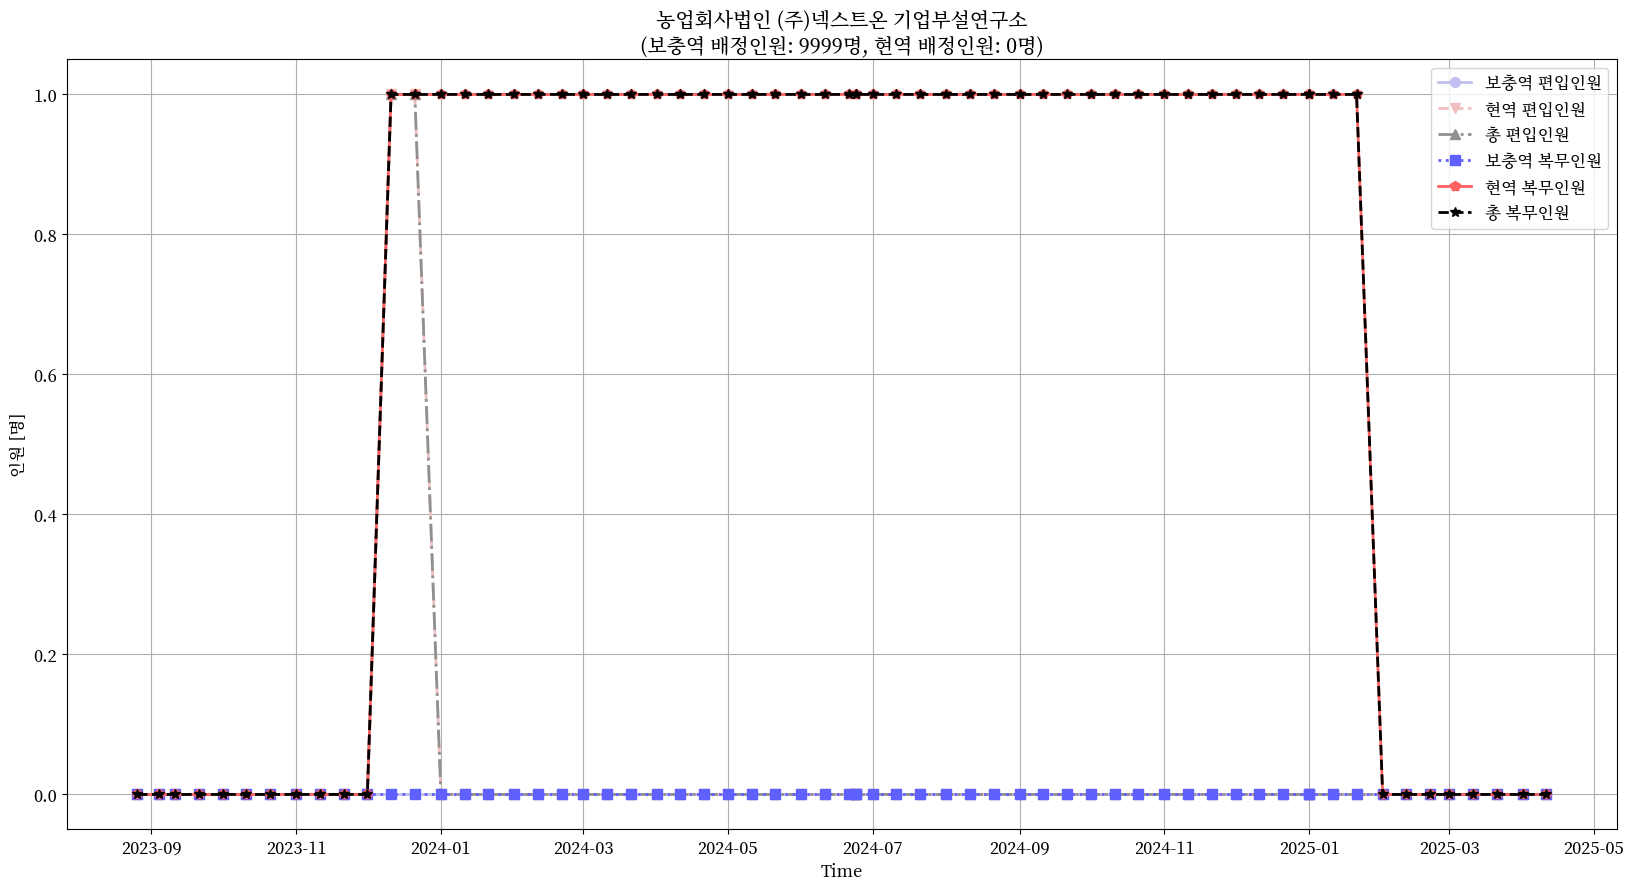 농업회사법인 (주)넥스트온 기업부설연구소
(보충역 배정인원: 9999명, 현역 배정인원: 0명)
보충역 편입인원
현역 편입인원
총 편입인원
보충역 복무인원
현역 복무인원
총 복무인원
인원 [명]
1.0
0.8
0.6
0.4
0.2
0.0
2023-09
2023-11
2024-01
2024-03
2024-05
2024-07
2024-09
2024-11
2025-01
2025-03
2025-05
Time